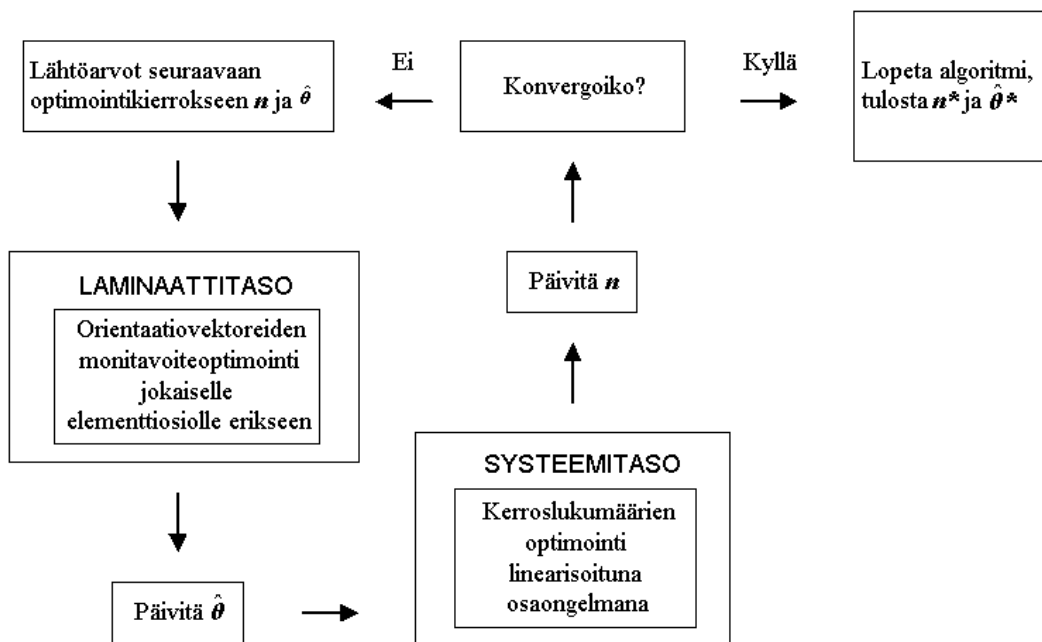 Lähtöarvot seuraavaan
optimointikierrokseen n ja θ̂
Ei
Konvergoiko?
Kyllä
Lopeta algoritmi,
tulosta n* ja θ̂*
LAMINAATTITASO
Orientaatiovektoreiden
monitavoiteoptimointi
jokaiselle
elementtiosiolle erikseen
Päivitä n
Päivitä θ̂
SYSTEEMITASO
Kerroslukumäärien
optimointi
linearisoituna
osaongelmana